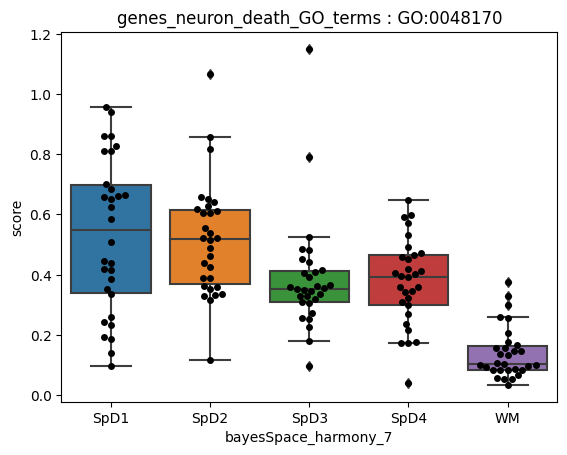 genes_neuron_death_GO_terms : GO:0048170
1.2
1.0
0.8
0.6
0.4
0.2
0.0
score
SpD1 SpD2 SpD3 SpD4 WM
bayesSpace_harmony_7